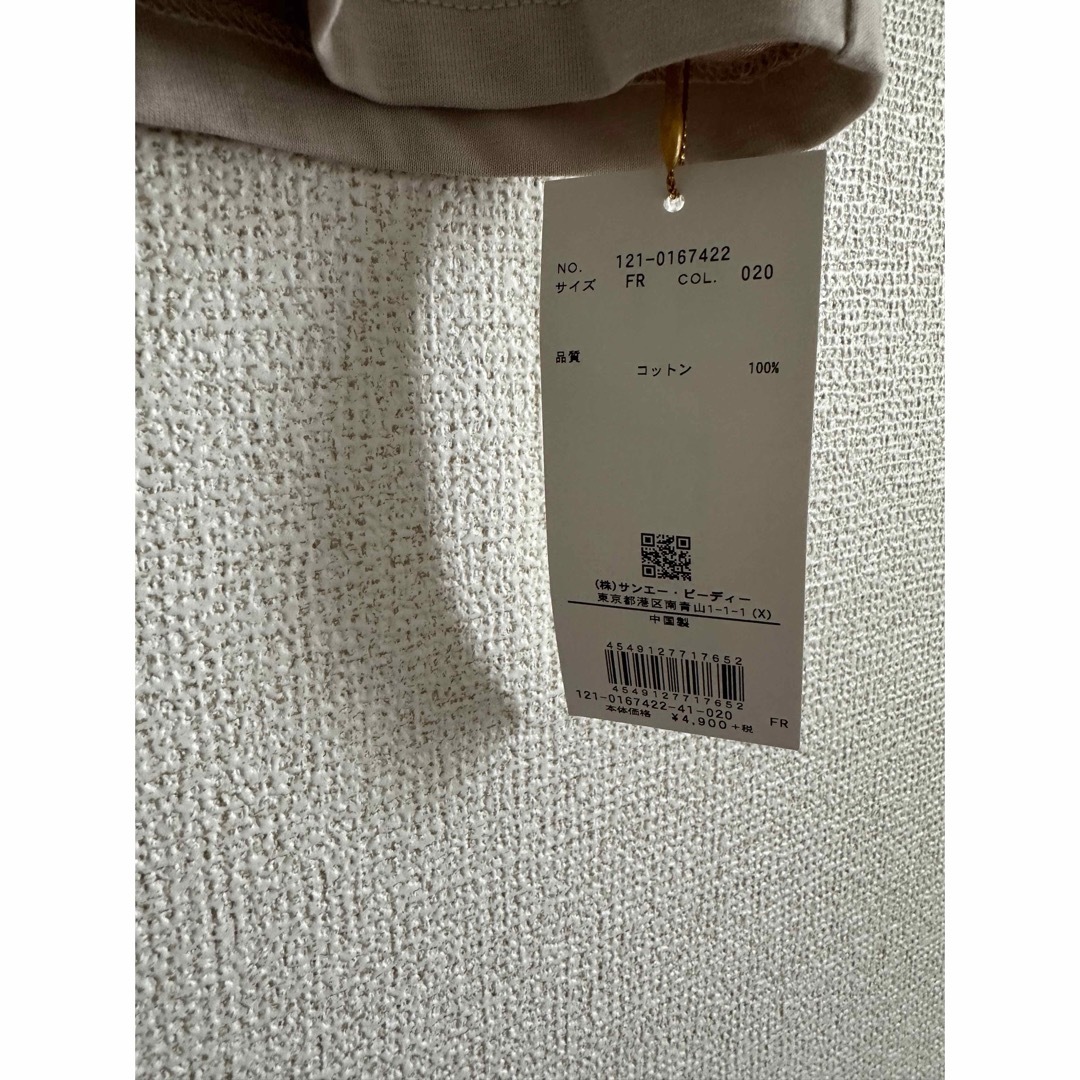 NO. 121-0167422
サイズ FR COL. 020
品質
コットン 100%
(株)サンエー・ビーディー
東京都港区南青山1-1-1 (X)
中国製
4549127717652
4549127717652
121-0167422-41-020 FR
本体価格 ¥4,900+税